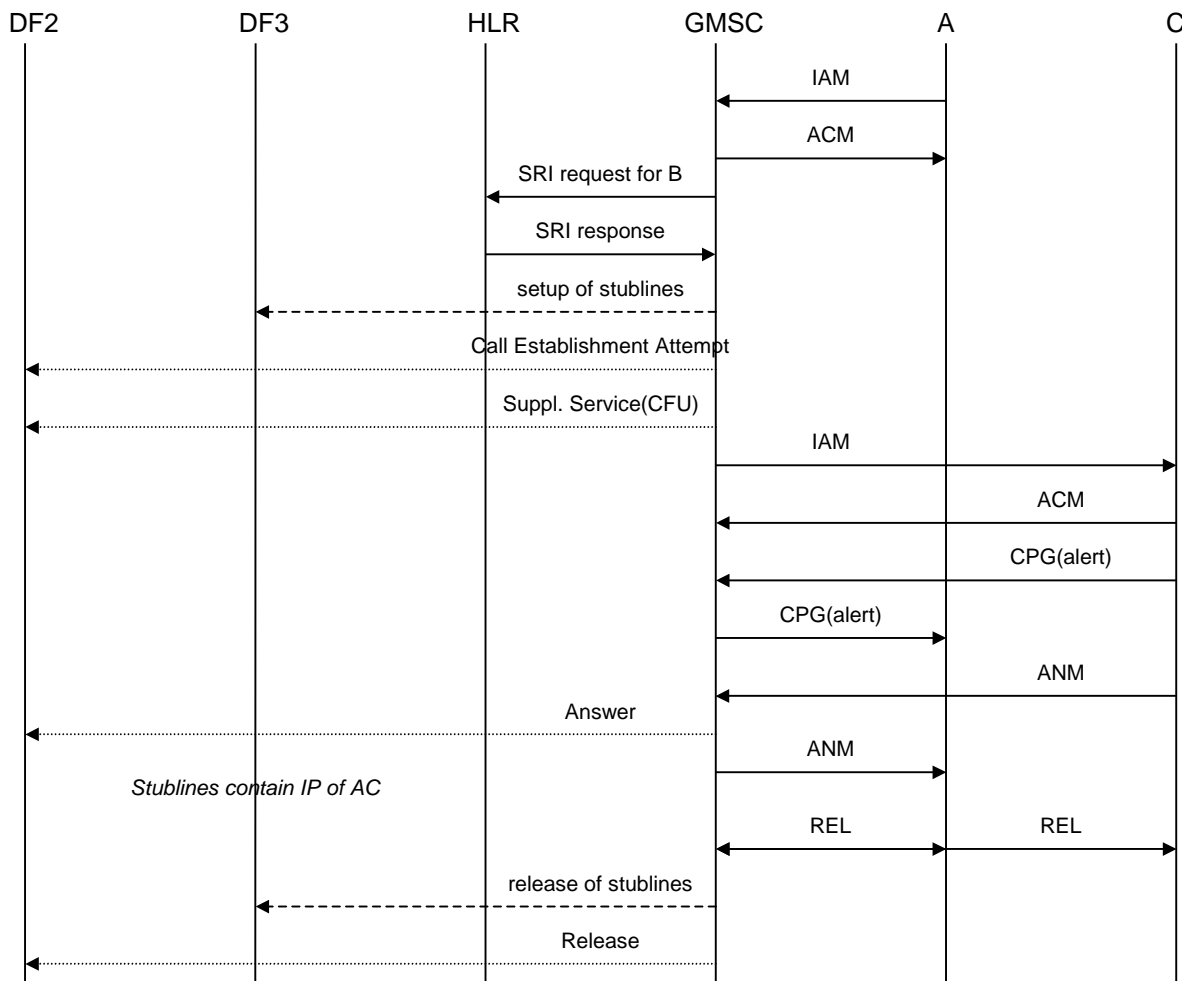 DF2 DF3 HLR GMSC A C
IAM
ACM
SRI request for B
SRI response
setup of stublines
Call Establishment Attempt
Suppl. Service(CFU)
IAM
ACM
CPG(alert)
CPG(alert)
ANM
Answer
ANM
Stublines contain IP of AC
REL REL
release of stublines
Release